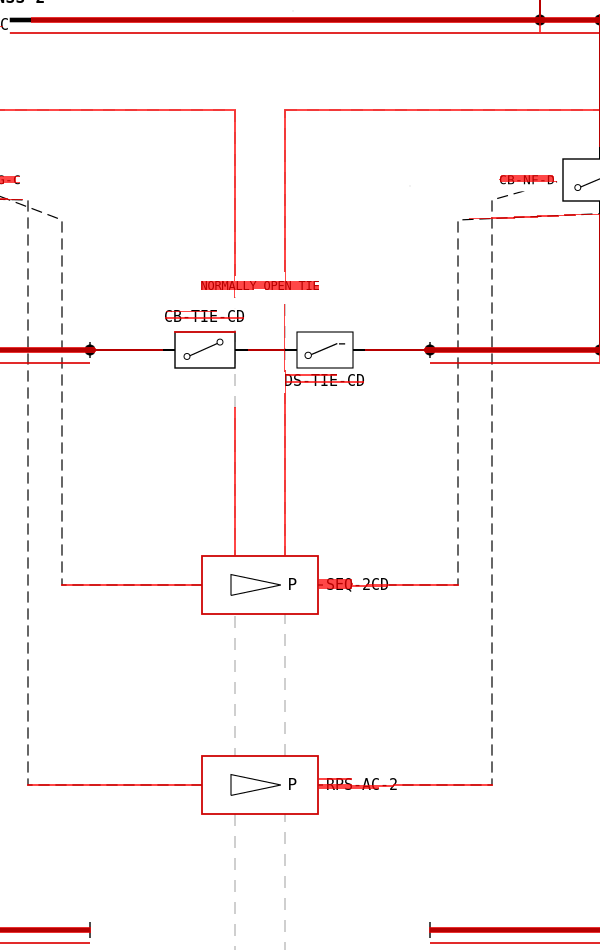 C
G-C
CB-NF-D
NORMALLY OPEN TIE
CB-TIE-CD
DS-TIE-CD
P
SEQ-2CD
P
RPS-AC-2